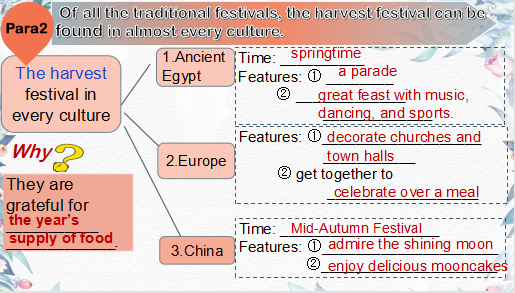 Para2
Of all the traditional festivals, the harvest festival can be
found in almost every culture.
The harvest
festival in
every culture
Why?
They are
grateful for
the year's
supply of food.
1.Ancient
Egypt
Time: springtime
Features: ① a parade
② great feast with music,
dancing, and sports.
2.Europe
Features: ① decorate churches and
town halls
② get together to
celebrate over a meal
3.China
Time: Mid-Autumn Festival
Features: ① admire the shining moon
② enjoy delicious mooncakes